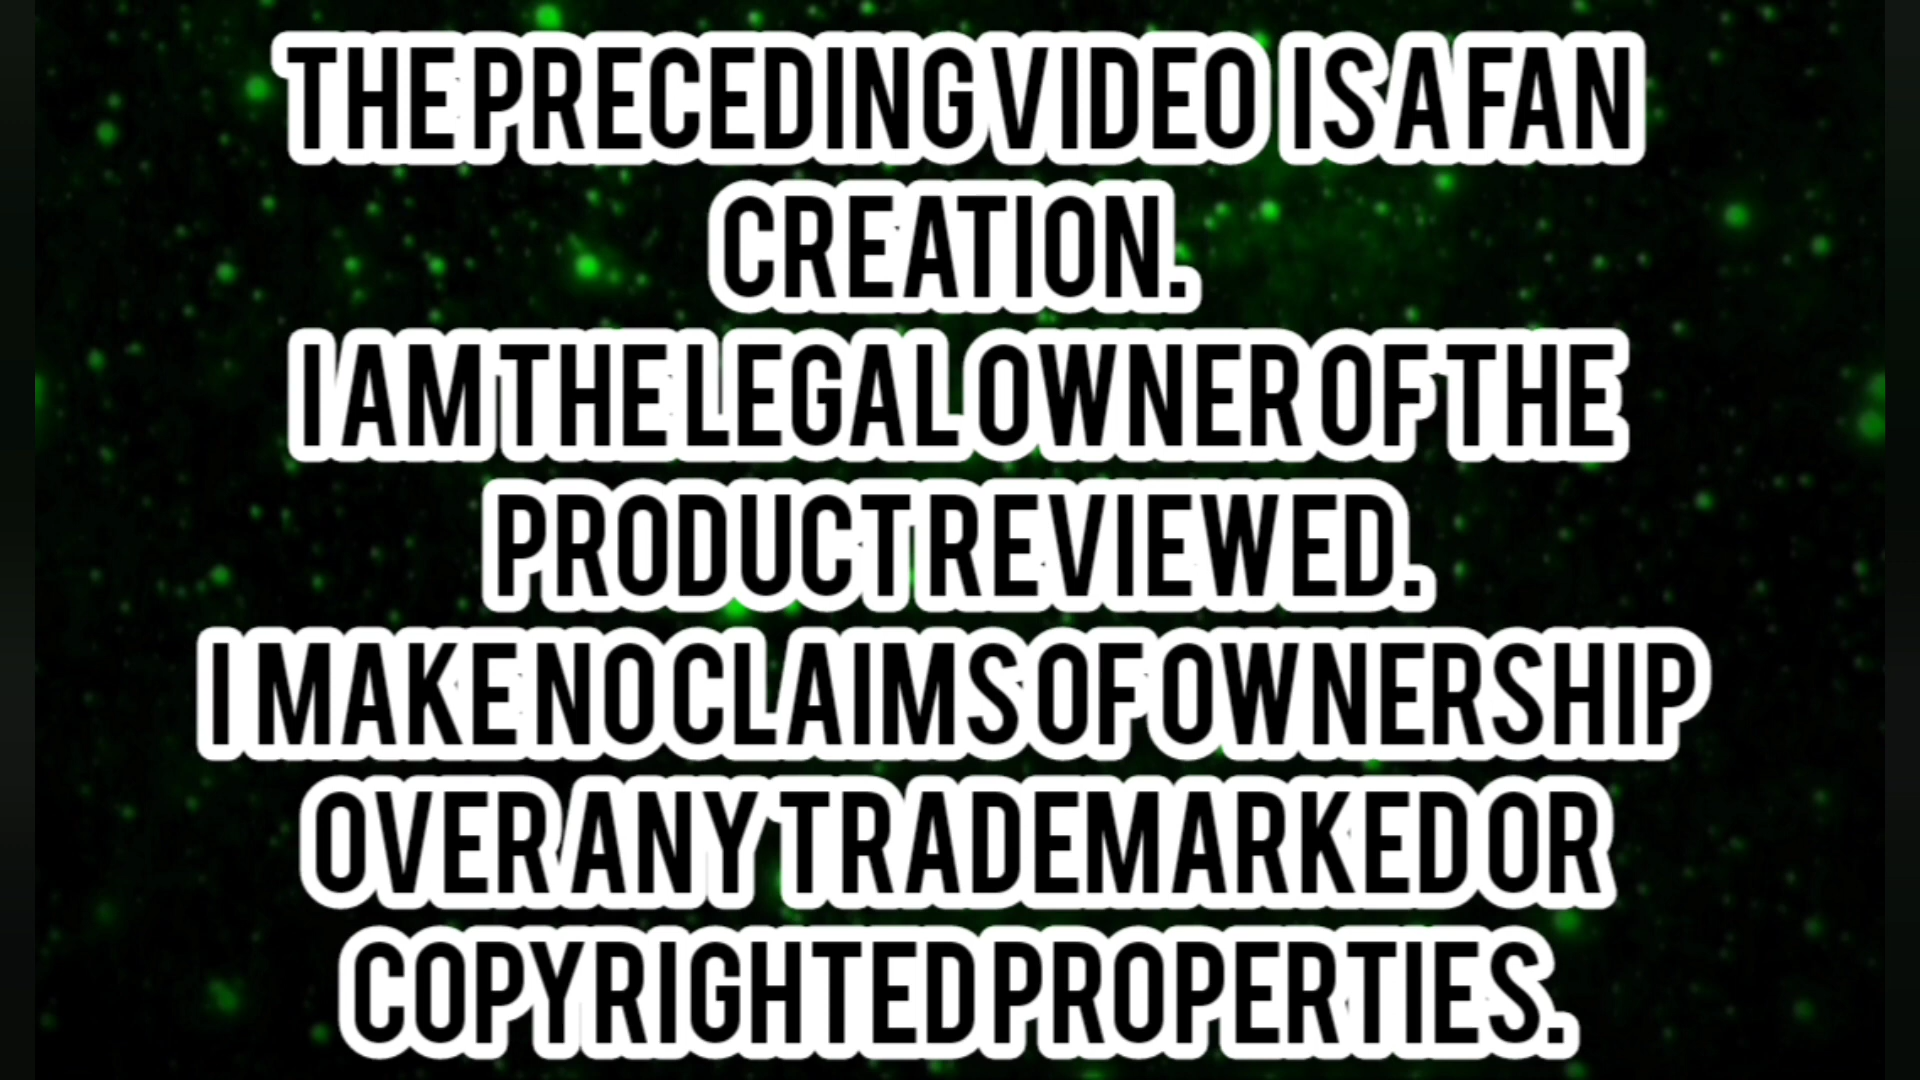 THE PRECEDING VIDEO IS A FAN
CREATION.
I AM THE LEGAL OWNER OF THE
PRODUCT REVIEWED.
I MAKE NO CLAIMS OF OWNERSHIP
OVER ANY TRADEMARKED OR
COPYRIGHTED PROPERTIES.